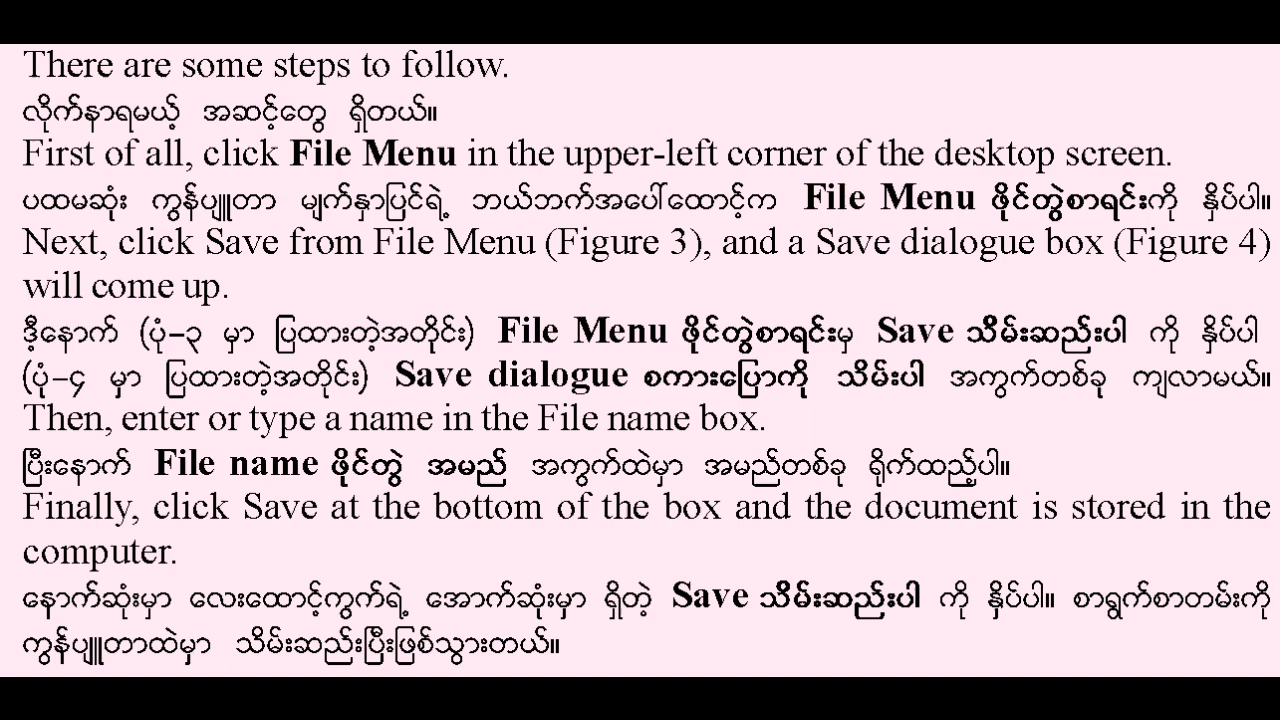 There are some steps to follow.
လိုက်နာရမယ့် အဆင့်တွေ ရှိတယ်။
First of all, click File Menu in the upper-left corner of the desktop screen.
ပထမဆုံး ကွန်ပျူတာ မျက်နှာပြင်ရဲ့ ဘယ်ဘက်အပေါ်ထောင့်က File Menu ဖိုင်တွဲစာရင်းကို နှိပ်ပါ။
Next, click Save from File Menu (Figure 3), and a Save dialogue box (Figure 4)
will come up.
ဒို့နောက် (ပုံ–၃ မှာ ပြထားတဲ့အတိုင်း) File Menu ဖိုင်တွဲစာရင်းမှ Save သိမ်းဆည်းပါ ကို နှိပ်ပါ
(ပုံ–၄ မှာ ပြထားတဲ့အတိုင်း) Save dialogue စကားပြောကို သိမ်းပါ အကွက်တစ်ခု ကျလာမယ်။
Then, enter or type a name in the File name box.
ပြီးနောက် File name ဖိုင်တွဲ အမည် အကွက်ထဲမှာ အမည်တစ်ခု ရိုက်ထည့်ပါ။
Finally, click Save at the bottom of the box and the document is stored in the
computer.
နောက်ဆုံးမှာ လေးထောင့်ကွက်ရဲ့ အောက်ဆုံးမှာ ရှိတဲ့ Save သိမ်းဆည်းပါ ကို နှိပ်ပါ။ စာရွက်စာတမ်းကို
ကွန်ပျူတာထဲမှာ သိမ်းဆည်းပြီးဖြစ်သွားတယ်။